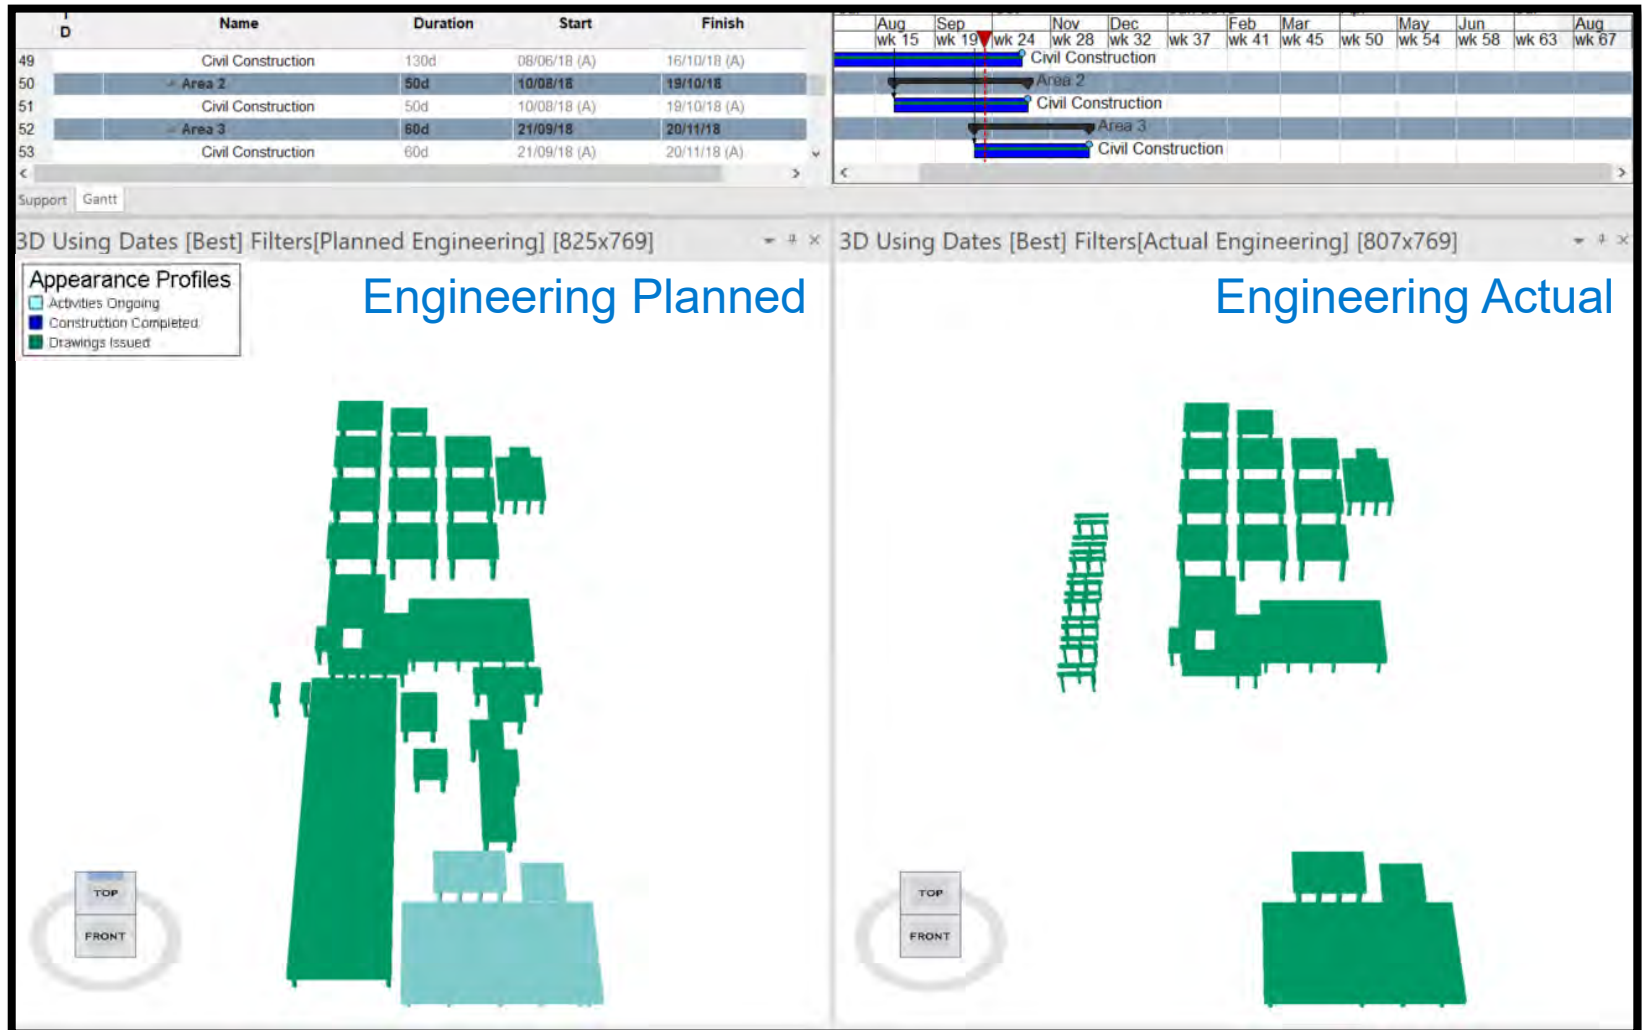 ID Name Duration Start Finish
Aug Sep Nov Dec Feb Mar May Jun Aug
wk 15 wk 19 wk 24 wk 28 wk 32 wk 37 wk 41 wk 45 wk 50 wk 54 wk 58 wk 63 wk 67
49 Civil Construction 130d 08/06/18 (A) 16/10/18 (A) Civil Construction
50 Area 2 50d 10/08/18 19/10/18 Area 2
51 Civil Construction 50d 10/08/18 (A) 19/10/18 (A) Civil Construction
52 Area 3 60d 21/09/18 20/11/18 Area 3
53 Civil Construction 60d 21/09/18 (A) 20/11/18 (A) Civil Construction
Support Gantt
3D Using Dates [Best] Filters[Planned Engineering] [825x769]
Appearance Profiles
Activities Ongoing
Construction Completed
Drawings Issued
Engineering Planned
TOP
FRONT
3D Using Dates [Best] Filters[Actual Engineering] [807x769]
Engineering Actual
TOP
FRONT